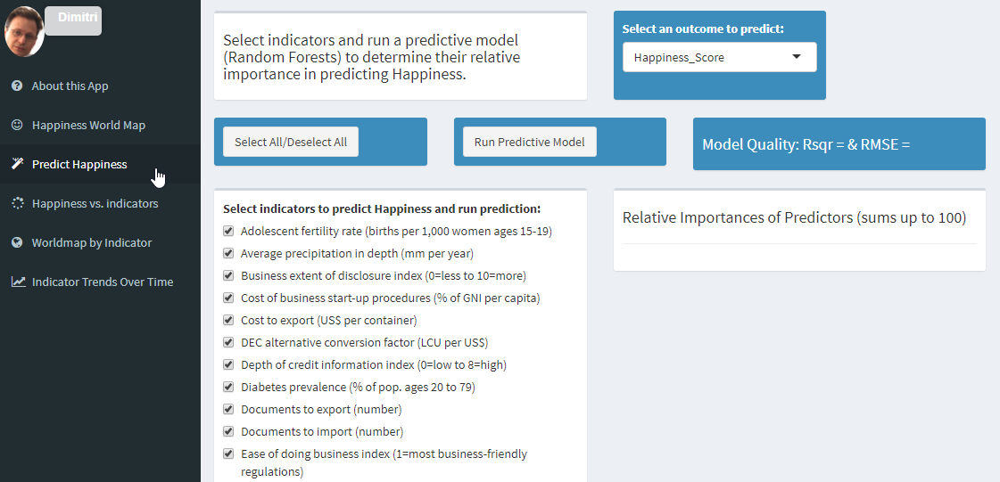 Dimitri
About this App
Happiness World Map
Predict Happiness
Happiness vs. indicators
Worldmap by Indicator
Indicator Trends Over Time
Select indicators and run a predictive model
(Random Forests) to determine their relative
importance in predicting Happiness.
Select an outcome to predict:
Happiness_Score
Select All/Deselect All
Run Predictive Model
Model Quality: Rsqr = & RMSE =
Select indicators to predict Happiness and run prediction:
Adolescent fertility rate (births per 1,000 women ages 15-19)
Average precipitation in depth (mm per year)
Business extent of disclosure index (0=less to 10=more)
Cost of business start-up procedures (% of GNI per capita)
Cost to export (US$ per container)
DEC alternative conversion factor (LCU per US$)
Depth of credit information index (0=low to 8=high)
Diabetes prevalence (% of pop. ages 20 to 79)
Documents to export (number)
Documents to import (number)
Ease of doing business index (1=most business-friendly
regulations)
Relative Importances of Predictors (sums up to 100)